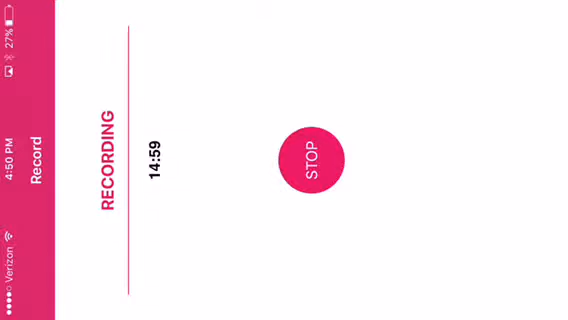 Verizon 4:50 PM 27%
Record
RECORDING
14:59
STOP